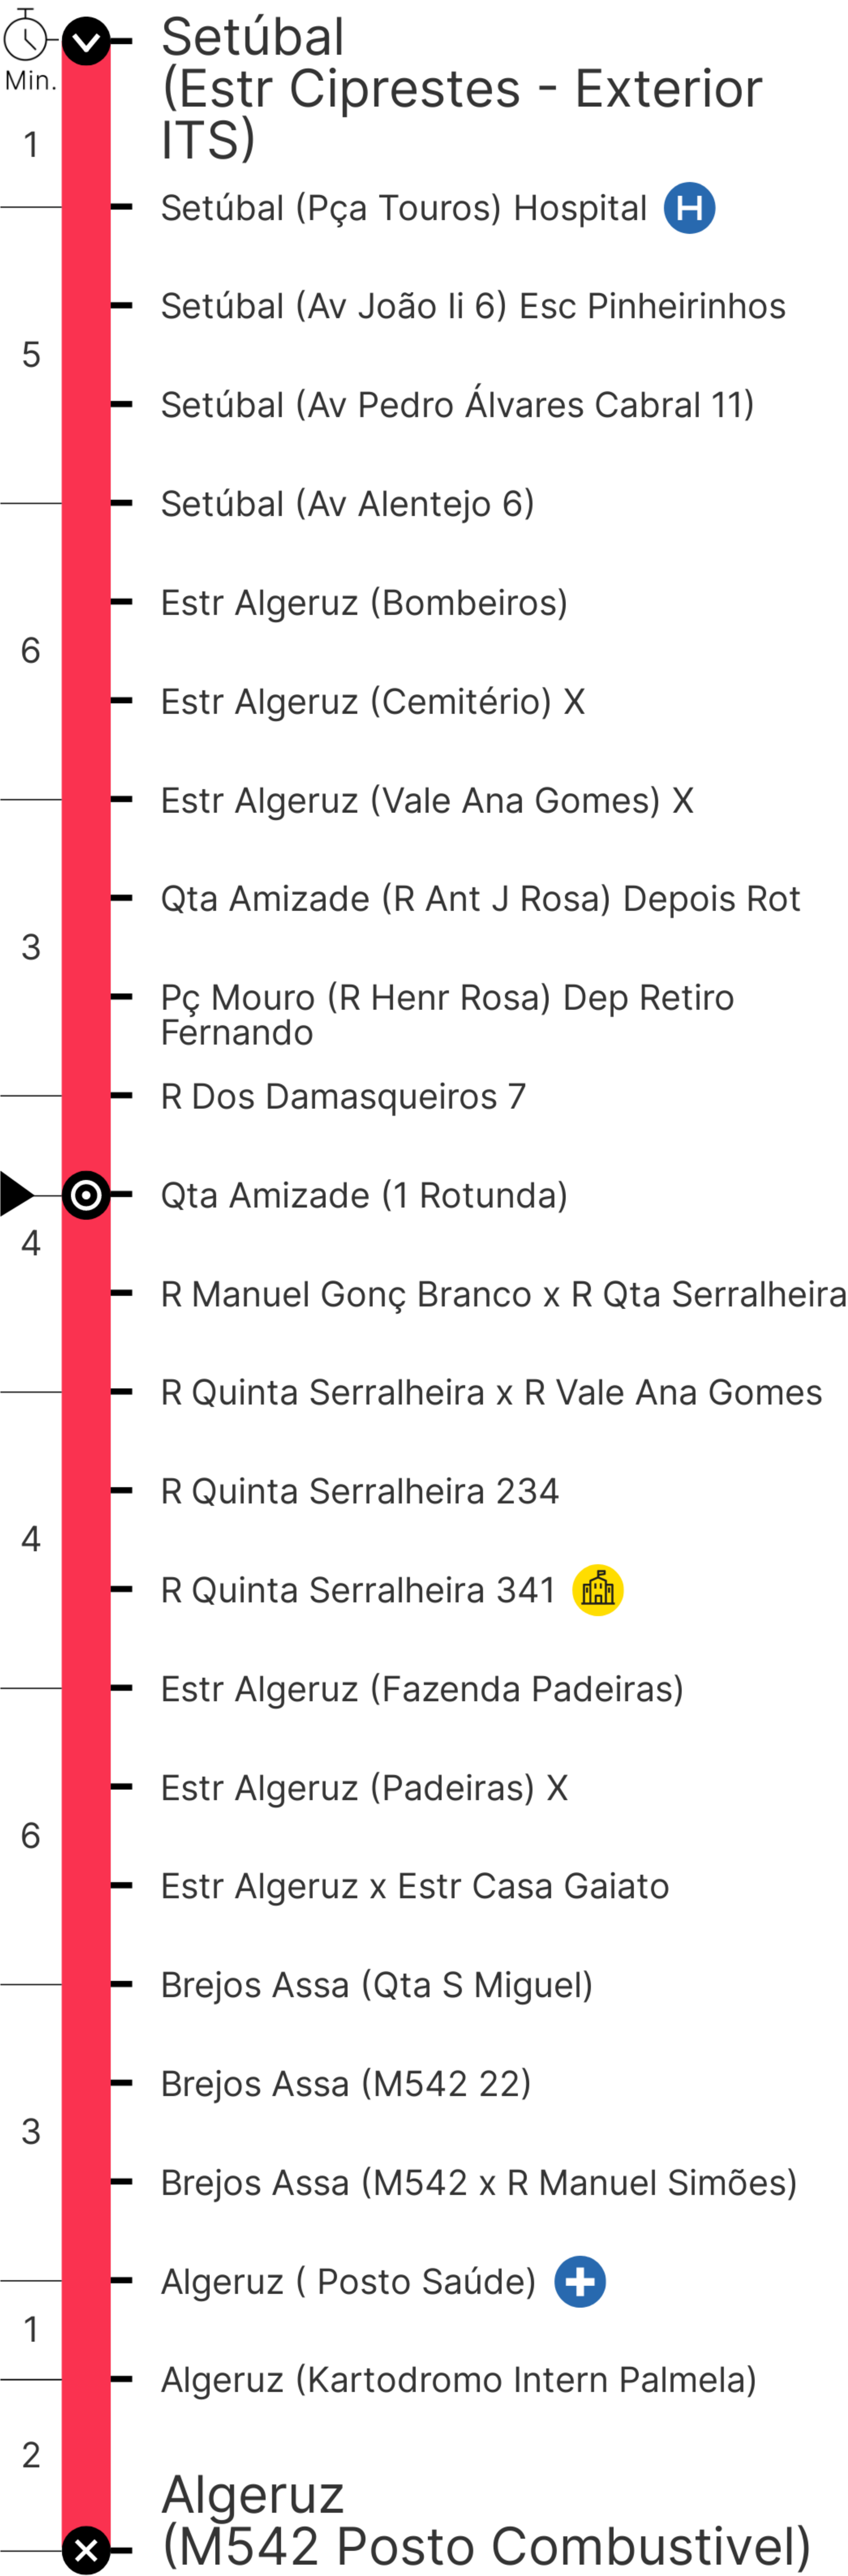 Min.
Setúbal
(Estr Ciprestes - Exterior
ITS)
1
Setúbal (Pça Touros) Hospital H
Setúbal (Av João Ii 6) Esc Pinheirinhos
5
Setúbal (Av Pedro Álvares Cabral 11)
Setúbal (Av Alentejo 6)
Estr Algeruz (Bombeiros)
6
Estr Algeruz (Cemitério) X
Estr Algeruz (Vale Ana Gomes) X
Qta Amizade (R Ant J Rosa) Depois Rot
3
Pç Mouro (R Henr Rosa) Dep Retiro
Fernando
R Dos Damasqueiros 7
Qta Amizade (1 Rotunda)
4
R Manuel Gonç Branco x R Qta Serralheira
R Quinta Serralheira x R Vale Ana Gomes
R Quinta Serralheira 234
4
R Quinta Serralheira 341
Estr Algeruz (Fazenda Padeiras)
Estr Algeruz (Padeiras) X
6
Estr Algeruz x Estr Casa Gaiato
Brejos Assa (Qta S Miguel)
Brejos Assa (M542 22)
3
Brejos Assa (M542 x R Manuel Simões)
Algeruz ( Posto Saúde)
1
Algeruz (Kartodromo Intern Palmela)
2
Algeruz
(M542 Posto Combustivel)